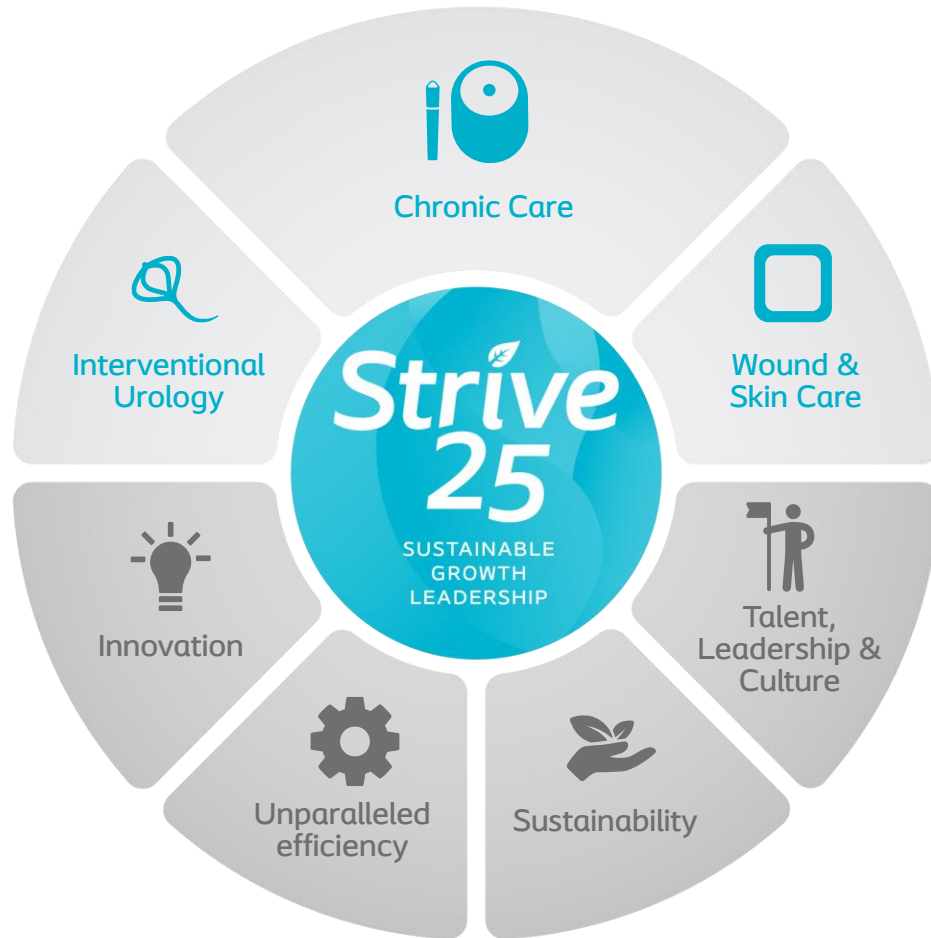 Chronic Care
Interventional
Urology
Wound &
Skin Care
Strive
25
SUSTAINABLE
GROWTH
LEADERSHIP
Innovation
Talent,
Leadership &
Culture
Unparalleled
efficiency
Sustainability